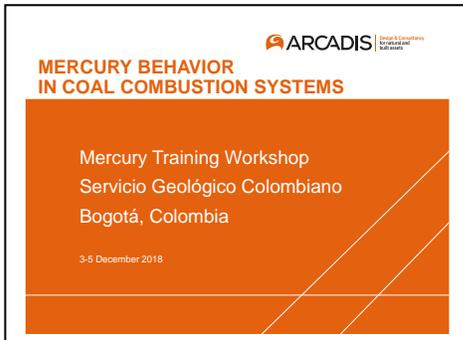 ARCADIS
Design & Consultancy
for natural and
built assets
MERCURY BEHAVIOR
IN COAL COMBUSTION SYSTEMS
Mercury Training Workshop
Servicio Geológico Colombiano
Bogotá, Colombia
3-5 December 2018